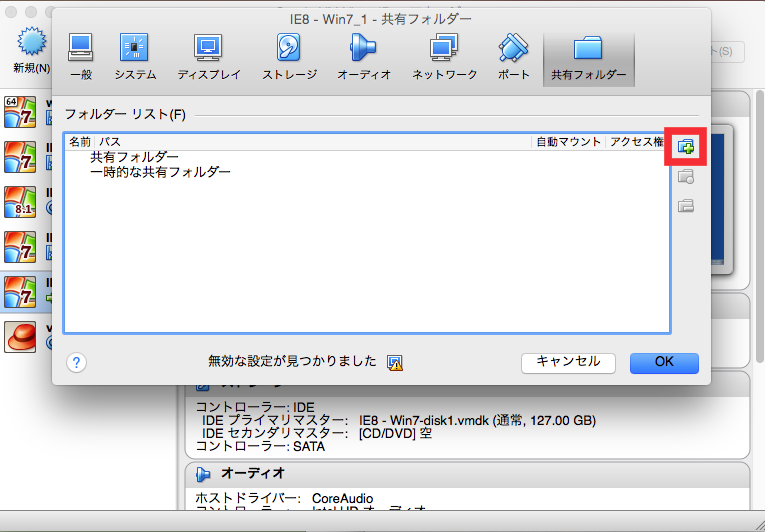 IE8 - Win7_1 - 共有フォルダー
新規(N)
(S)
一般
システム
ディスプレイ
ストレージ
オーディオ
ネットワーク
ポート
共有フォルダー
フォルダー リスト(F)
名前 パス 自動マウント アクセス権
共有フォルダー
一時的な共有フォルダー
64
7
7
8.1
7
7
無効な設定が見つかりました
?
キャンセル
OK
コントローラー: IDE
IDE プライマリマスター: IE8 - Win7-disk1.vmdk (通常, 127.00 GB)
IDE セカンダリマスター: [CD/DVD] 空
コントローラー: SATA
オーディオ
ホストドライバー: CoreAudio